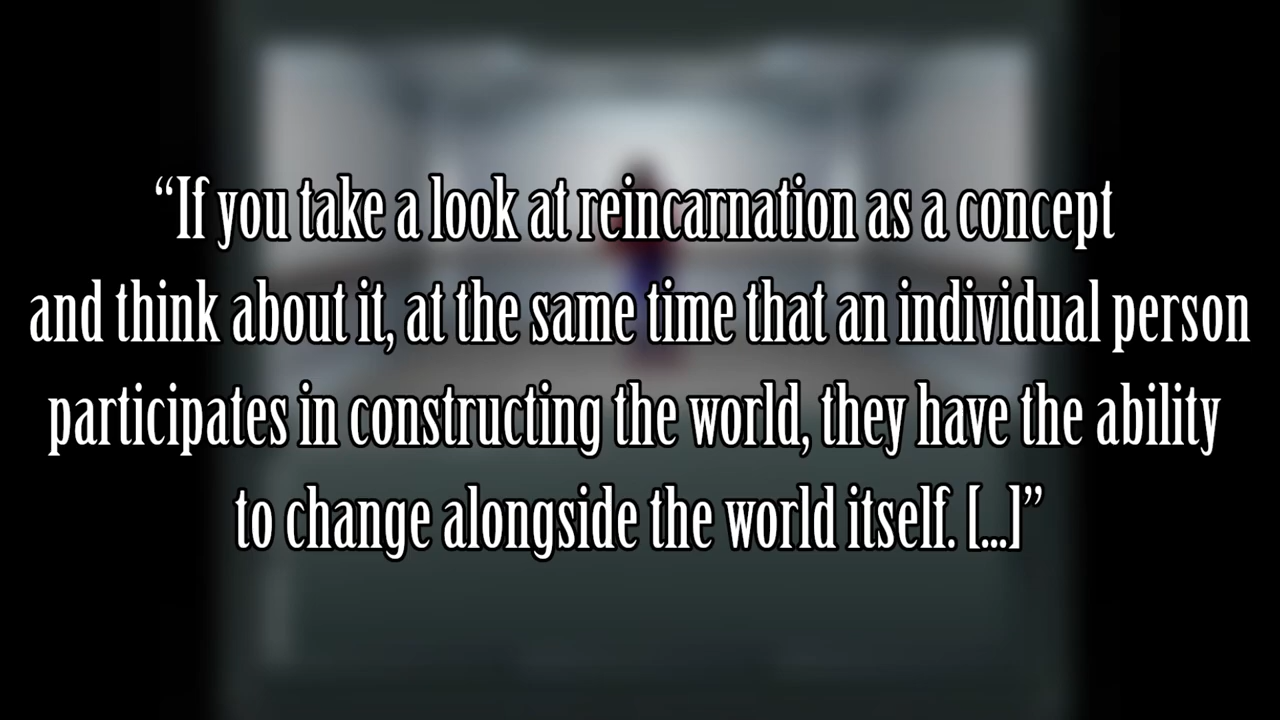 “If you take a look at reincarnation as a concept
and think about it, at the same time that an individual person
participates in constructing the world, they have the ability
to change alongside the world itself. [...]”